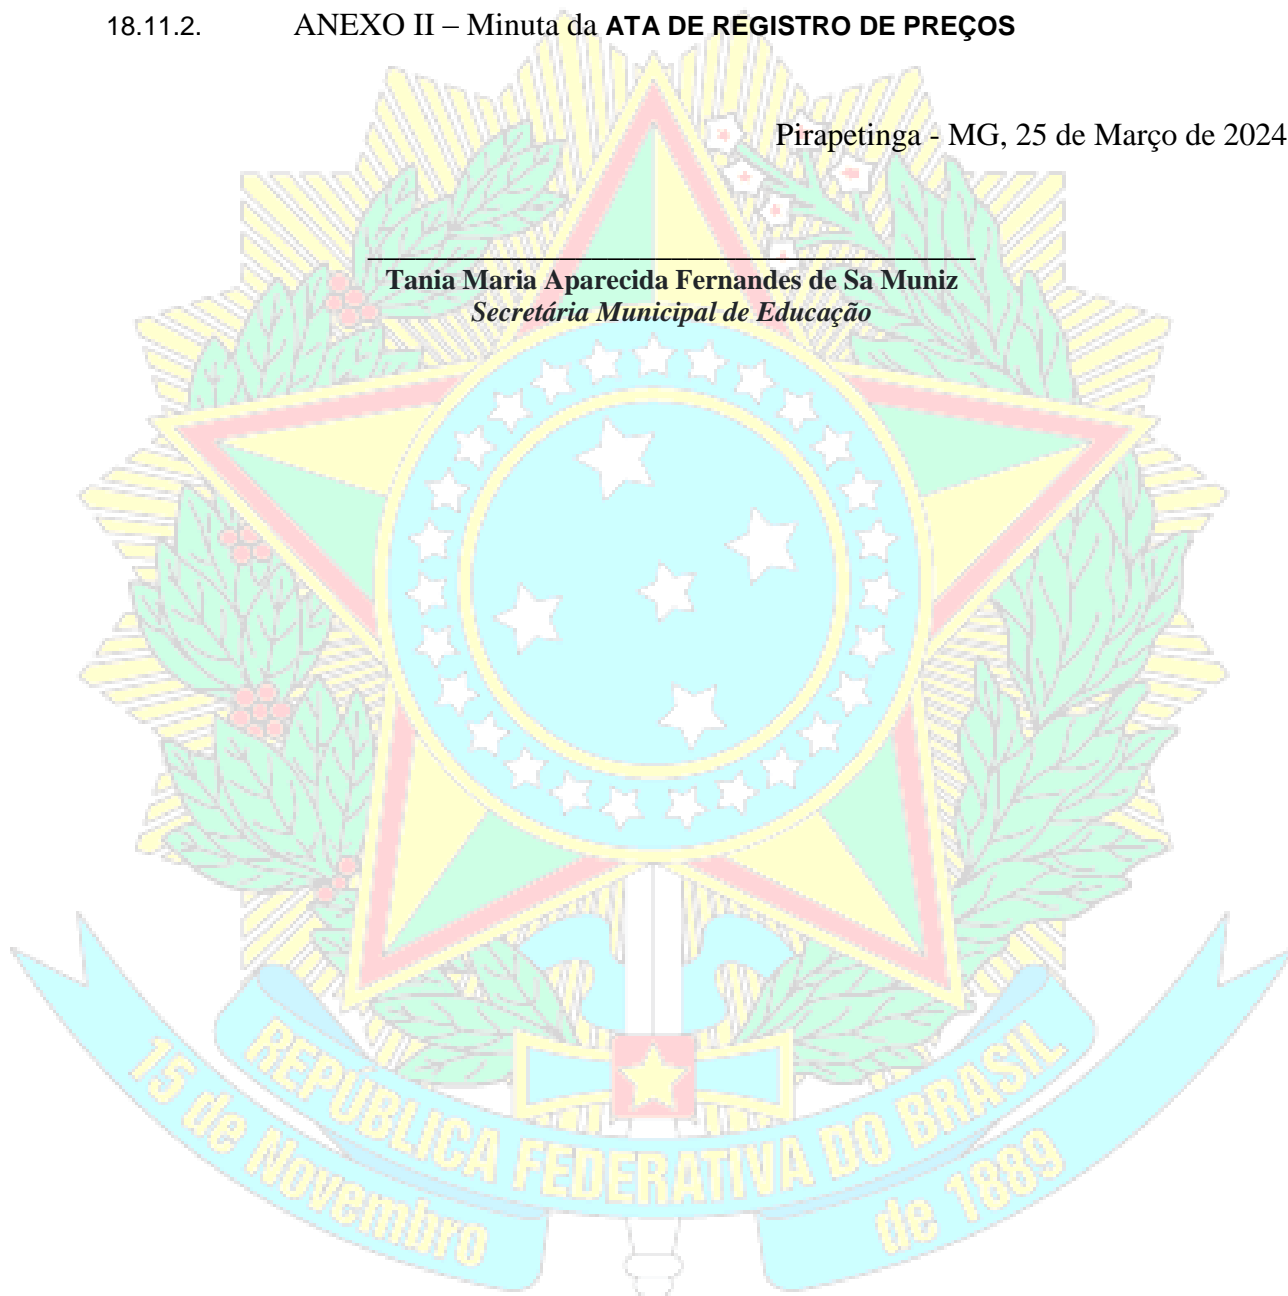 18.11.2. ANEXO II – Minuta da ATA DE REGISTRO DE PREÇOS
Pirapetinga - MG, 25 de Março de 2024
Tania Maria Aparecida Fernandes de Sa Muniz
Secretária Municipal de Educação
REPÚBLICA FEDERATIVA DO BRASIL
15 de Novembro de 1889